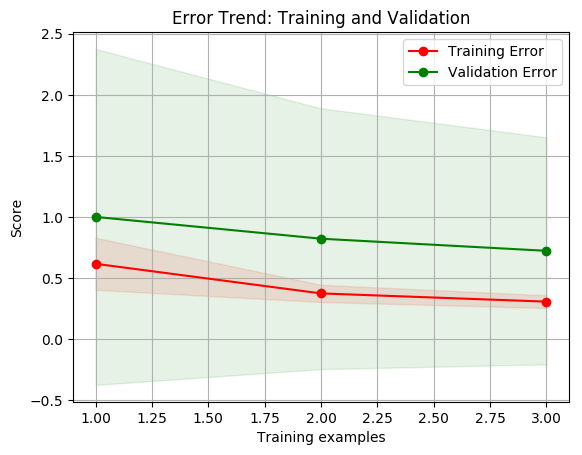 Error Trend: Training and Validation
Training Error
Validation Error
Score
2.5
2.0
1.5
1.0
0.5
0.0
−0.5
1.00 1.25 1.50 1.75 2.00 2.25 2.50 2.75 3.00
Training examples